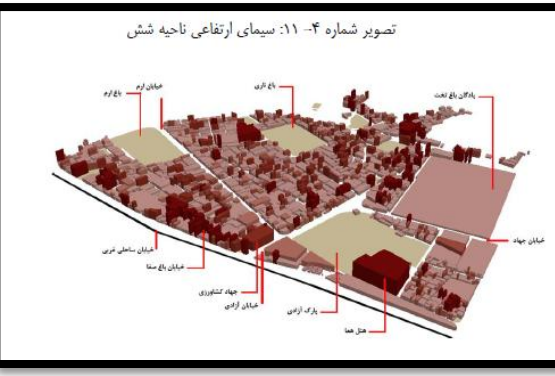 تصویر شماره ۴- ۱۱: سیمای ارتفاعی ناحیه شش
باغ ارم
خیابان ارم
باغ تاری
پادگان باغ تخت
خیابان جهاد
خیابان ساحلی غربی
خیابان باغ صفا
جهاد کشاورزی
خیابان آزادی
پارک آزادی
هتل هما